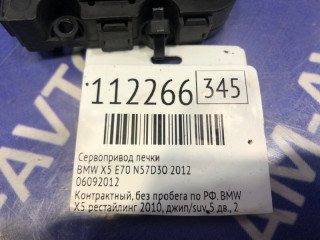 112266 345
Сервопривод печки
BMW X5 E70 N57D30 2012
06092012
Контрактный, без пробега по РФ. BMW
X5 рестайлинг 2010, джип/suv, 5 дв., 2